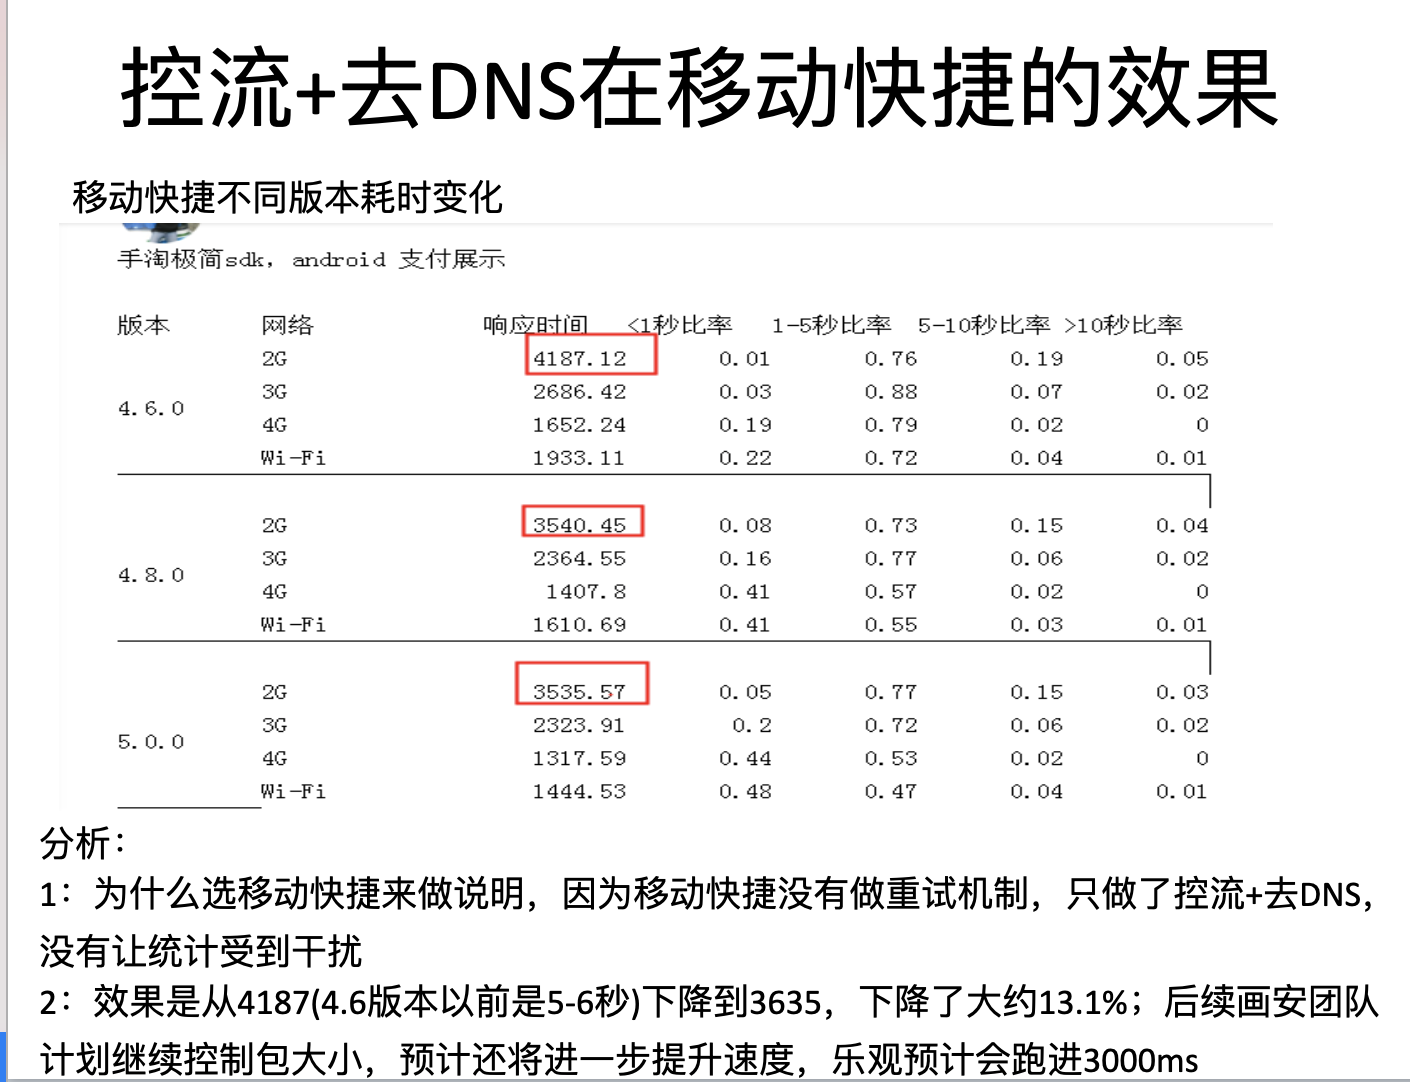 控流+去DNS在移动快捷的效果
移动快捷不同版本耗时变化
手淘极简sdk，android 支付展示
版本 网络 响应时间 <1秒比率 1-5秒比率 5-10秒比率 >10秒比率
2G 4187.12 0.01 0.76 0.19 0.05
3G 2686.42 0.03 0.88 0.07 0.02
4.6.0
4G 1652.24 0.19 0.79 0.02 0
Wi-Fi 1933.11 0.22 0.72 0.04 0.01
2G 3540.45 0.08 0.73 0.15 0.04
3G 2364.55 0.16 0.77 0.06 0.02
4.8.0
4G 1407.8 0.41 0.57 0.02 0
Wi-Fi 1610.69 0.41 0.55 0.03 0.01
2G 3535.57 0.05 0.77 0.15 0.03
3G 2323.91 0.2 0.72 0.06 0.02
5.0.0
4G 1317.59 0.44 0.53 0.02 0
Wi-Fi 1444.53 0.48 0.47 0.04 0.01
分析：
1：为什么选移动快捷来做说明，因为移动快捷没有做重试机制，只做了控流+去DNS，
没有让统计受到干扰
2：效果是从4187(4.6版本以前是5-6秒)下降到3635，下降了大约13.1%；后续画安团队
计划继续控制包大小，预计还将进一步提升速度，乐观预计会跑进3000ms